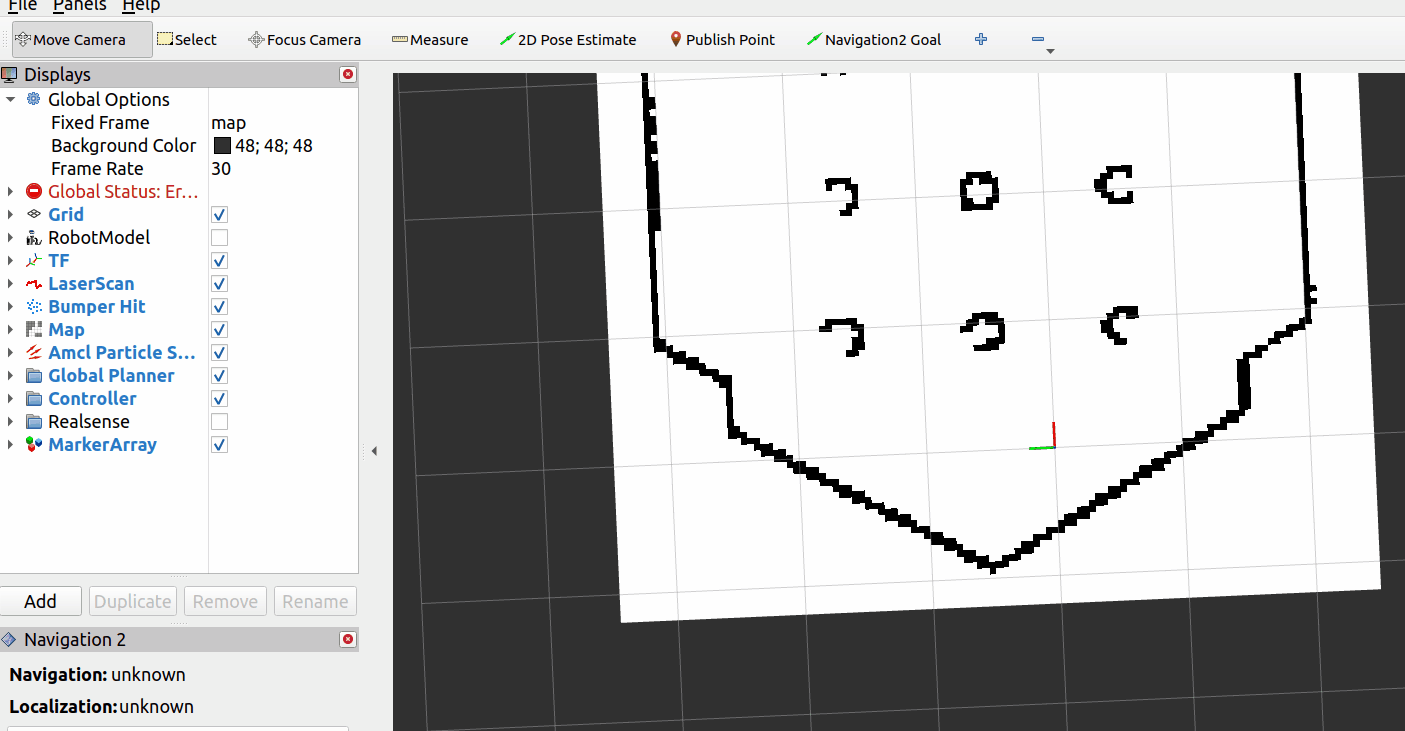 File Panels Help
Move Camera Select Focus Camera Measure 2D Pose Estimate Publish Point Navigation2 Goal
Displays
Global Options
Fixed Frame map
Background Color 48; 48; 48
Frame Rate 30
Global Status: Er...
Grid
RobotModel
TF
LaserScan
Bumper Hit
Map
Amcl Particle S...
Global Planner
Controller
Realsense
MarkerArray
Add Duplicate Remove Rename
Navigation 2
Navigation: unknown
Localization: unknown